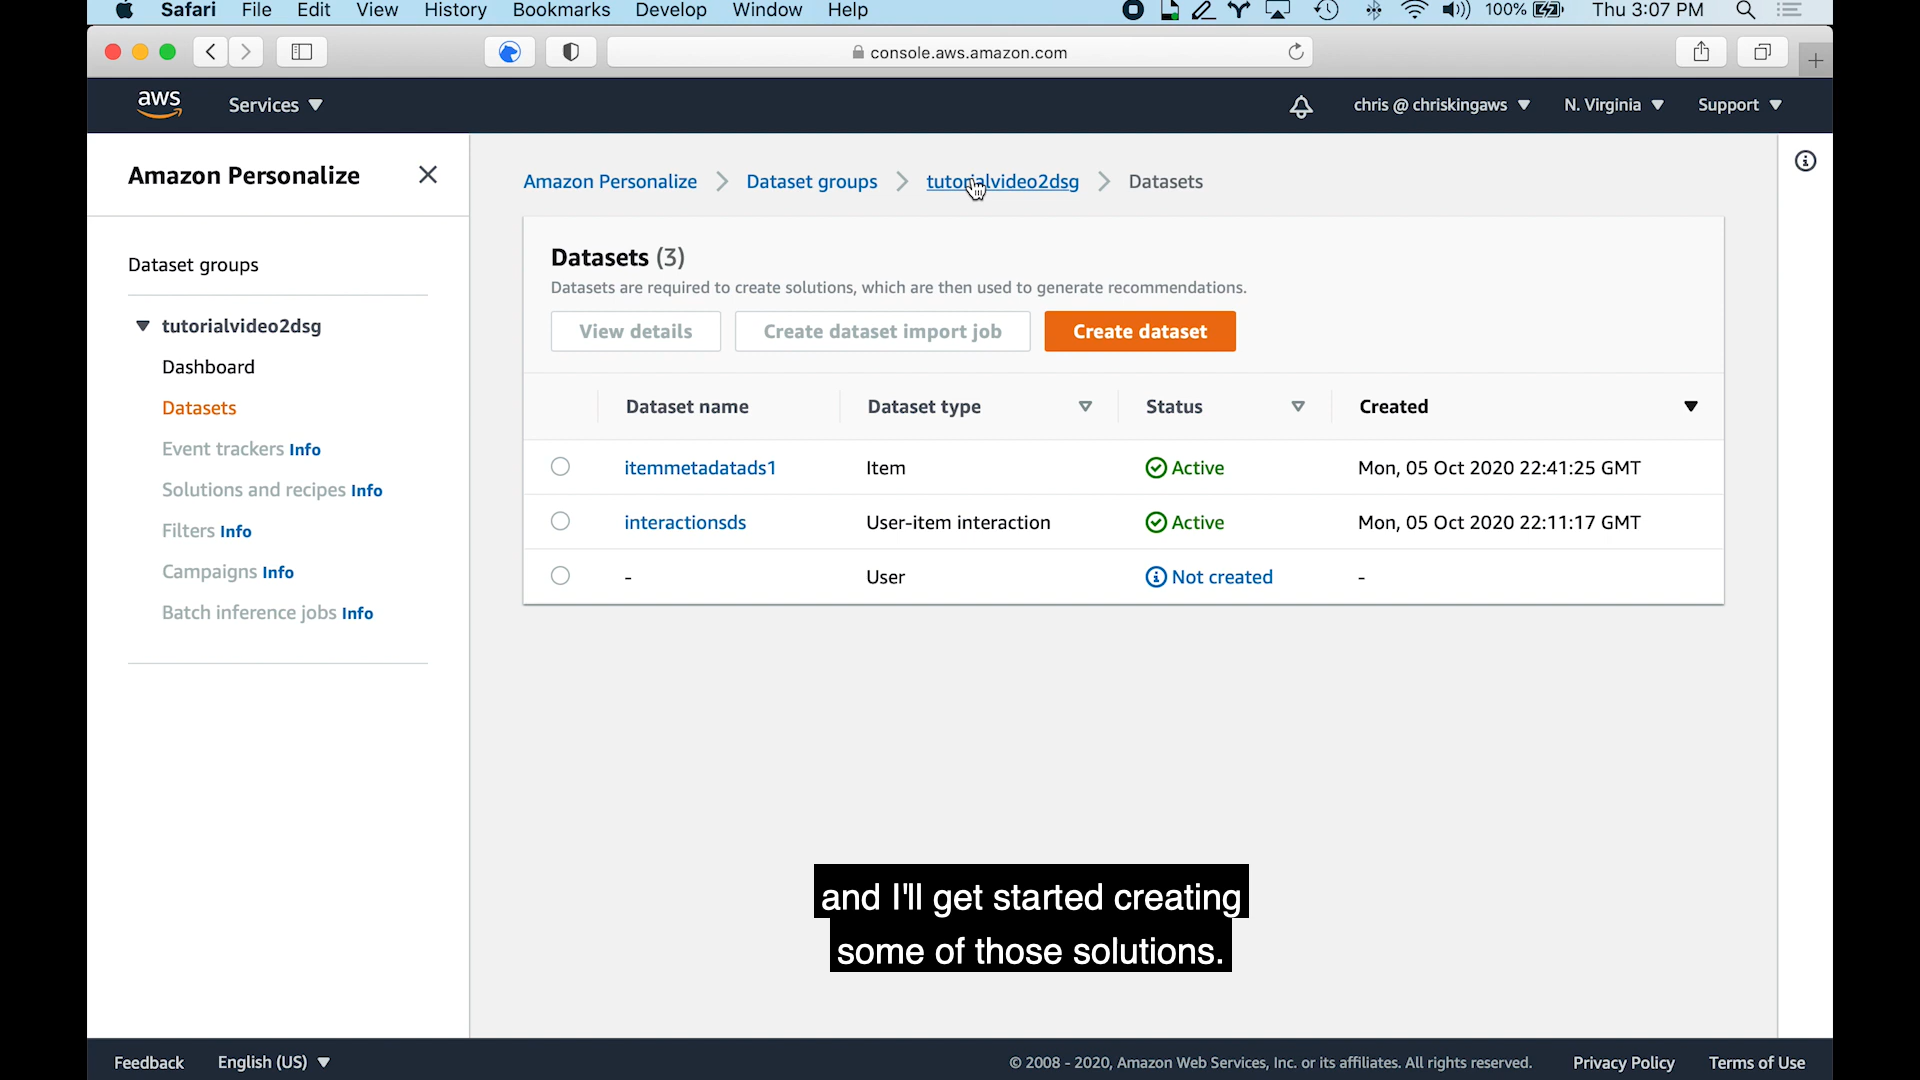 Safari File Edit View History Bookmarks Develop Window Help 100% Thu 3:07 PM
console.aws.amazon.com
aws Services chris @ chriskingaws N. Virginia Support
Amazon Personalize
Amazon Personalize Dataset groups tutorialvideo2dsg Datasets
Dataset groups
tutorialvideo2dsg
Dashboard
Datasets
Event trackers Info
Solutions and recipes Info
Filters Info
Campaigns Info
Batch inference jobs Info
Datasets (3)
Datasets are required to create solutions, which are then used to generate recommendations.
View details Create dataset import job Create dataset
Dataset name Dataset type Status Created
itemmetadatads1 Item Active Mon, 05 Oct 2020 22:41:25 GMT
interactionsds User-item interaction Active Mon, 05 Oct 2020 22:11:17 GMT
- User Not created -
and I'll get started creating
some of those solutions.
Feedback English (US) © 2008 - 2020, Amazon Web Services, Inc. or its affiliates. All rights reserved. Privacy Policy Terms of Use